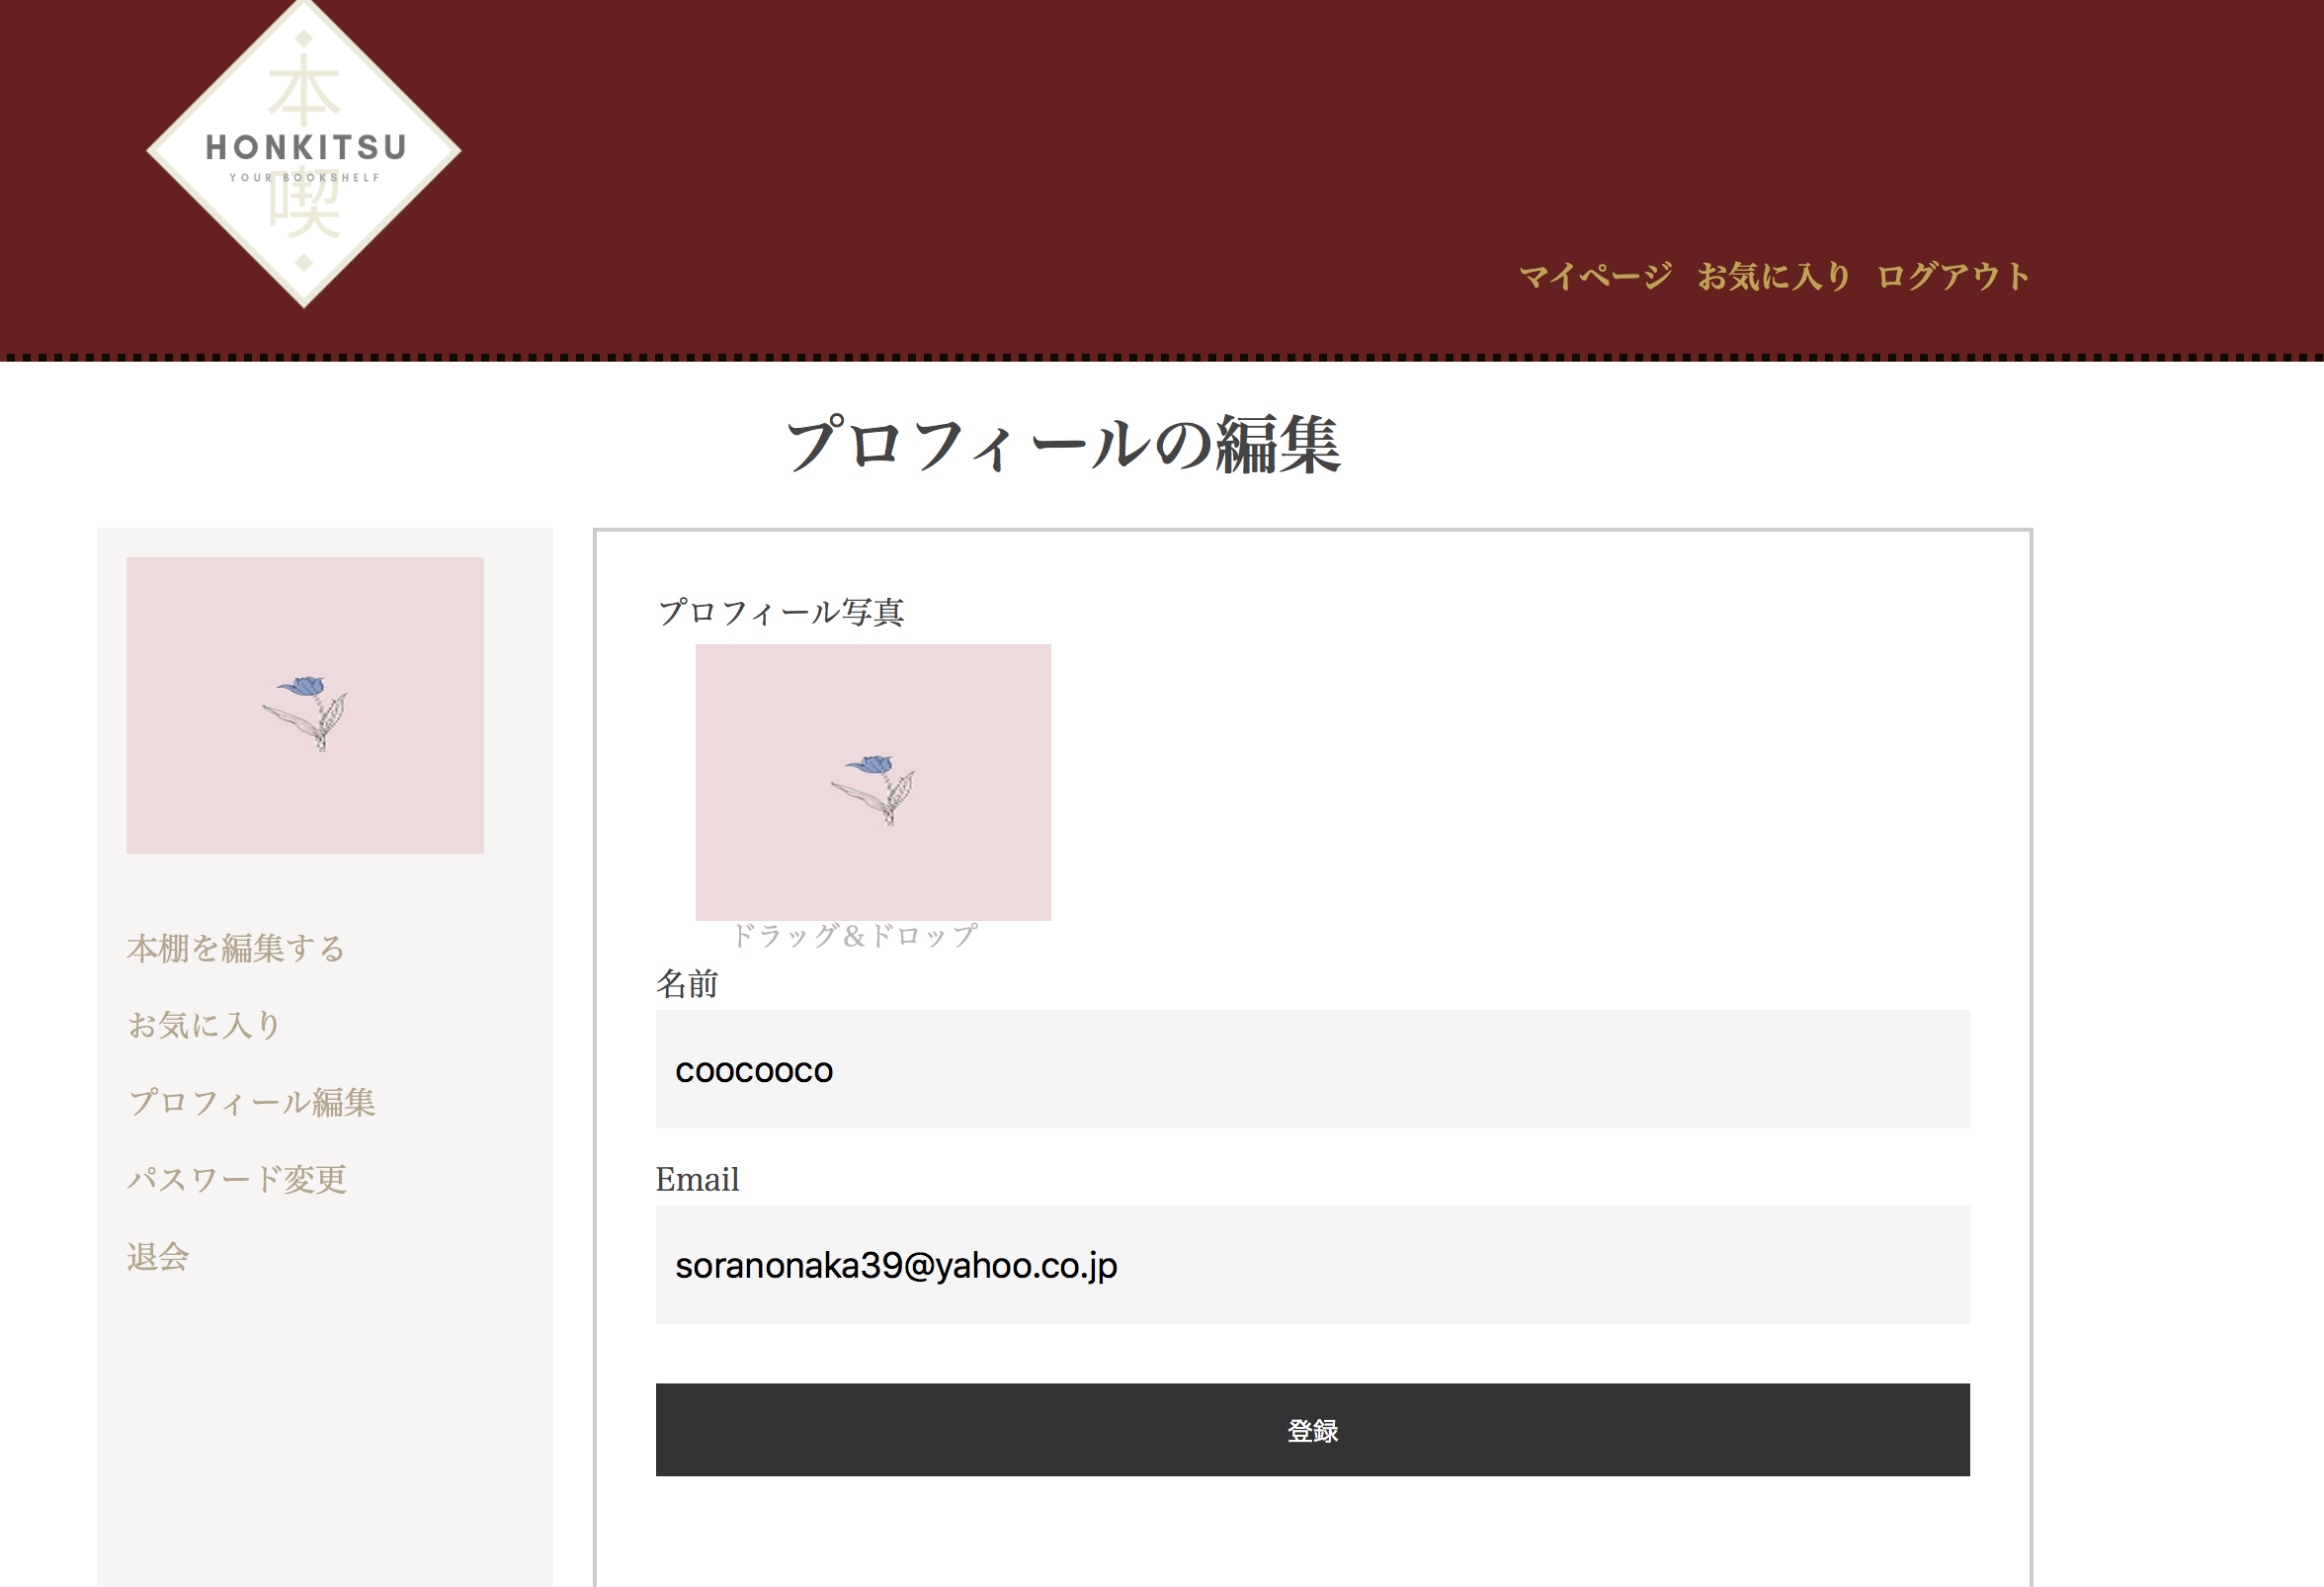 本
HONKITSU
YOUR BOOKSHELF
喫
マイページ お気に入り ログアウト
プロフィールの編集
本棚を編集する
お気に入り
プロフィール編集
パスワード変更
退会
プロフィール写真
ドラッグ&ドロップ
名前
coocooco
Email
soranonaka39@yahoo.co.jp
登録